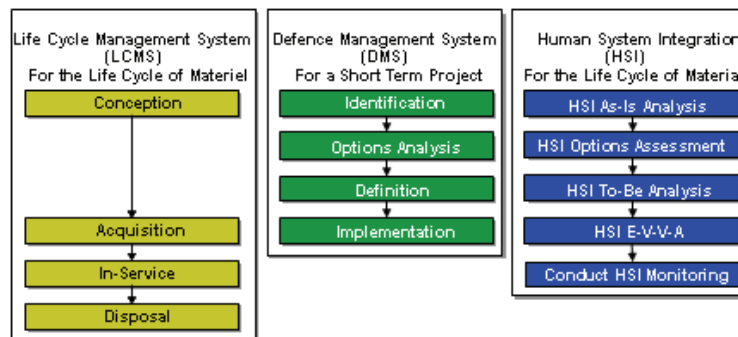 Life Cycle Management System
(LCMS)
For the Life Cycle of Materiel
Conception
Acquisition
In-Service
Disposal
Defence Management System
(DMS)
For a Short Term Project
Identification
Options Analysis
Definition
Implementation
Human System Integration
(HSI)
For the Life Cycle of Materie
HSI As-Is Analysis
HSI Options Assessment
HSI To-Be Analysis
HSI E-V-V-A
Conduct HSI Monitoring